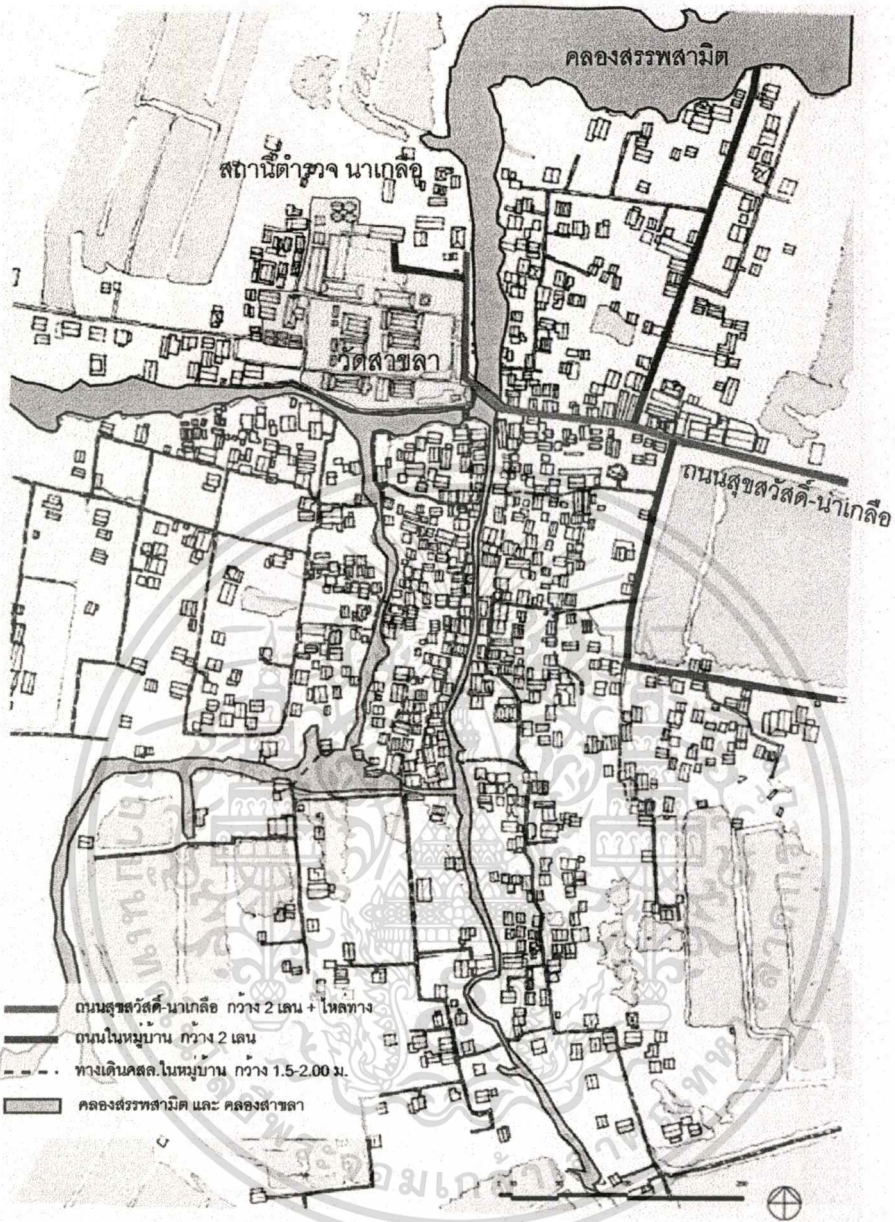 คลองสรรพสามิต
สถานีตำรวจ นาเกลือ
วัดสาขลา
ถนนสุขสวัสดิ์-นาเกลือ
ถนนสุขสวัสดิ์-นาเกลือ กว้าง 2 เลน + ไหล่ทาง
ถนนในหมู่บ้าน กว้าง 2 เลน
ทางเดินคสล.ในหมู่บ้าน กว้าง 1.5-2.00 ม.
คลองสรรพสามิต และ คลองสาขลา